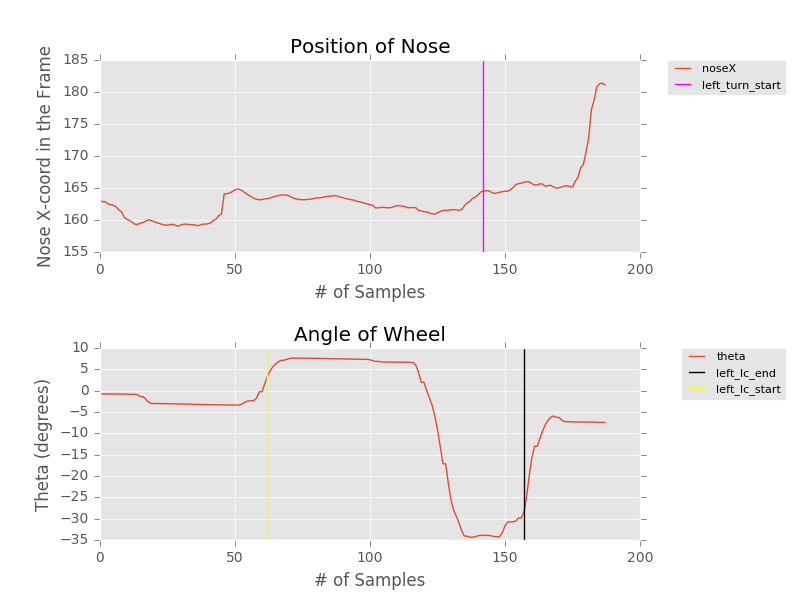 Position of Nose
Nose X-coord in the Frame
185
180
175
170
165
160
155
0 50 100 150 200
# of Samples
noseX
left_turn_start
Angle of Wheel
Theta (degrees)
10
5
0
−5
−10
−15
−20
−25
−30
−35
0 50 100 150 200
# of Samples
theta
left_lc_end
left_lc_start